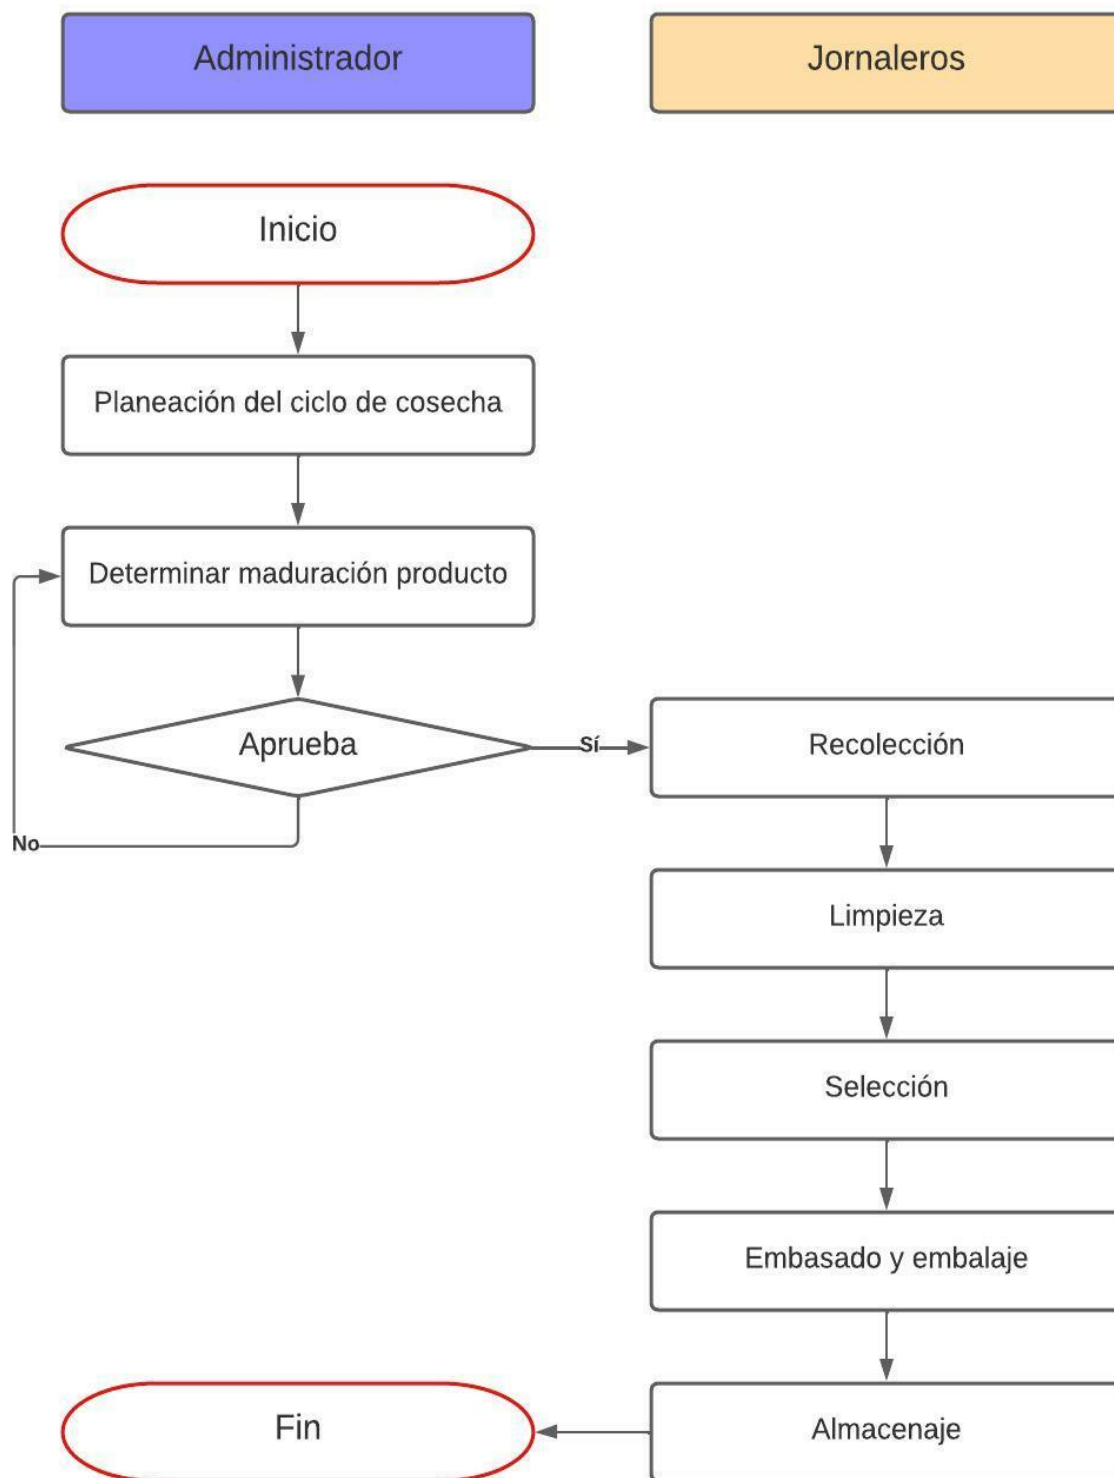 Administrador
Jornaleros
Inicio
Planeación del ciclo de cosecha
Determinar maduración producto
Aprueba
Sí
Recolección
No
Limpieza
Selección
Embasado y embalaje
Fin
Almacenaje